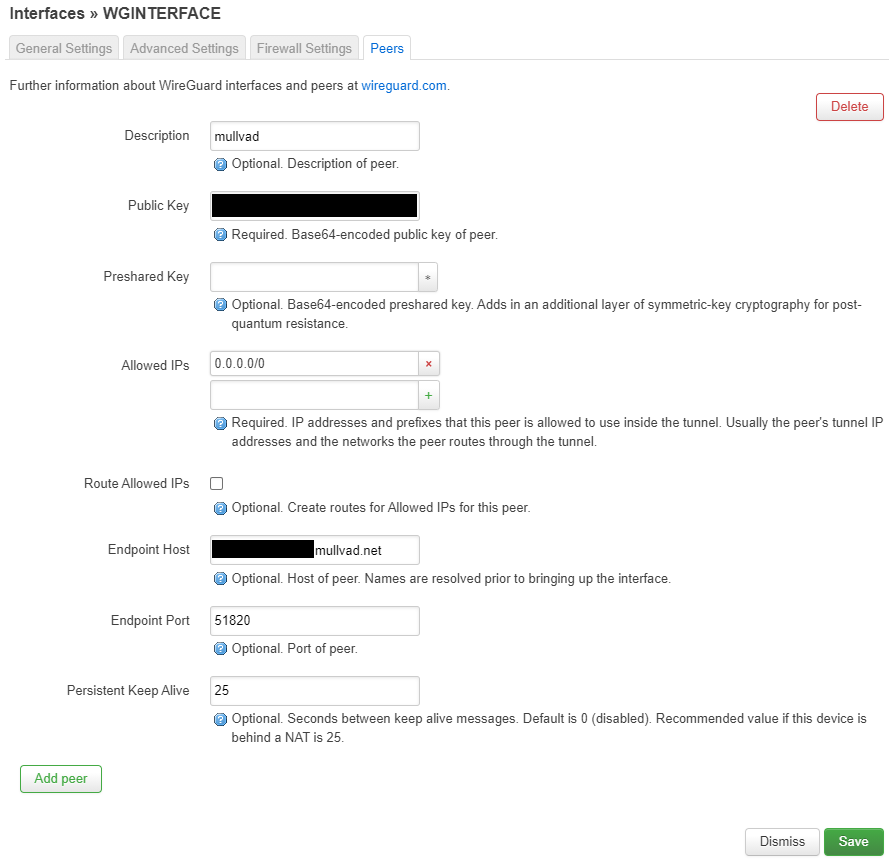 Interfaces » WGINTERFACE
General Settings Advanced Settings Firewall Settings Peers
Further information about WireGuard interfaces and peers at wireguard.com.
Delete
Description mullvad
Optional. Description of peer.
Public Key
Required. Base64-encoded public key of peer.
Preshared Key *
Optional. Base64-encoded preshared key. Adds in an additional layer of symmetric-key cryptography for post-
quantum resistance.
Allowed IPs 0.0.0.0/0 ×
+
Required. IP addresses and prefixes that this peer is allowed to use inside the tunnel. Usually the peer's tunnel IP
addresses and the networks the peer routes through the tunnel.
Route Allowed IPs
Optional. Create routes for Allowed IPs for this peer.
Endpoint Host mullvad.net
Optional. Host of peer. Names are resolved prior to bringing up the interface.
Endpoint Port 51820
Optional. Port of peer.
Persistent Keep Alive 25
Optional. Seconds between keep alive messages. Default is 0 (disabled). Recommended value if this device is
behind a NAT is 25.
Add peer
Dismiss Save